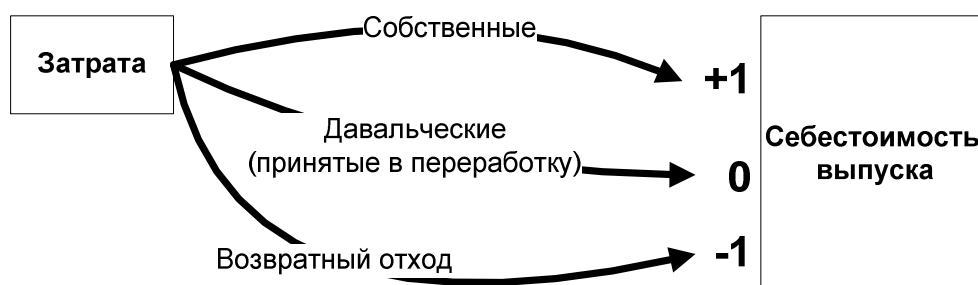 Собственные
Затрата
+1
Давальческие
(принятые в переработку)
0
Себестоимость
выпуска
Возвратный отход
-1